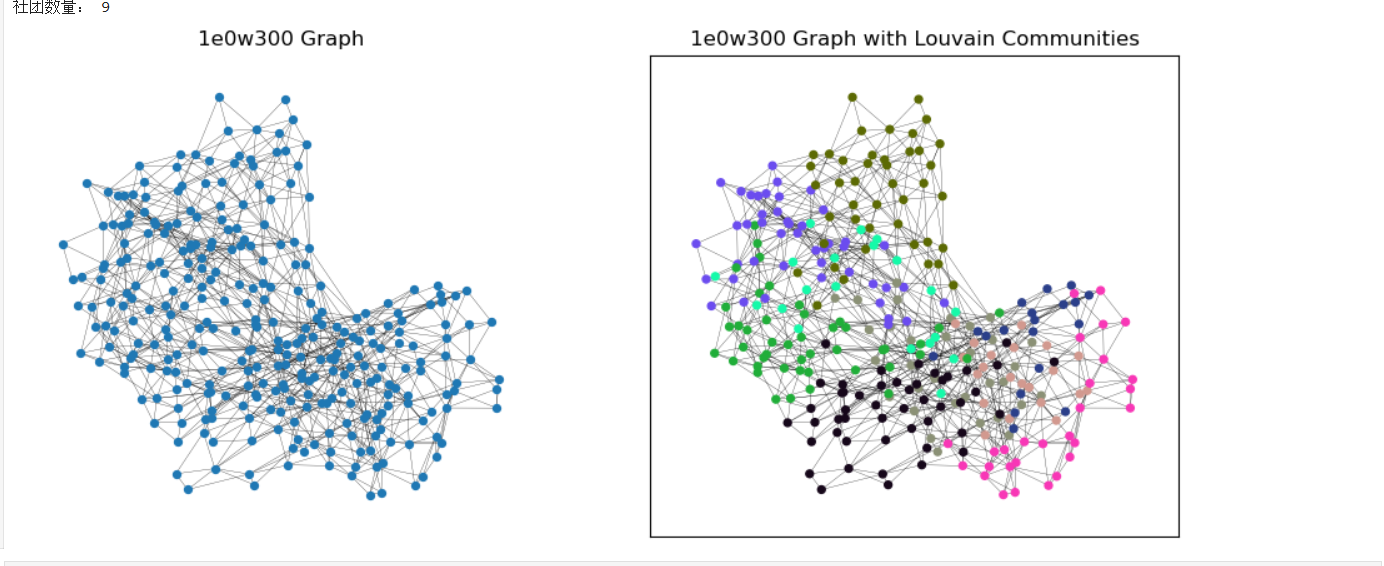 社团数量： 9
1e0w300 Graph
1e0w300 Graph with Louvain Communities